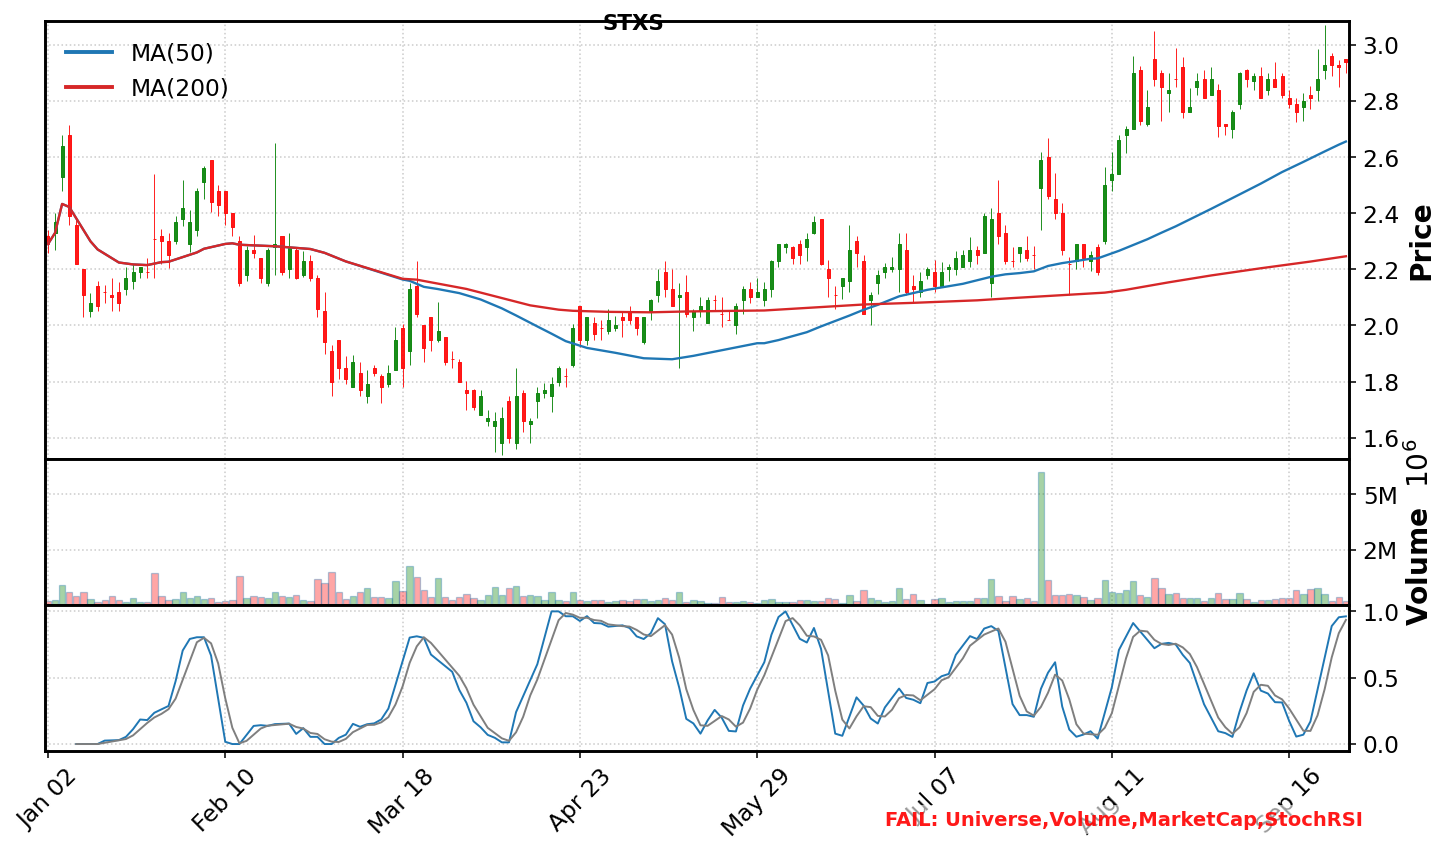 STXS
MA(50)
MA(200)
3.0
2.8
2.6
2.4
2.2
2.0
1.8
1.6
Price
5M
2M
Volume 10^6
1.0
0.5
0.0
Jan 02
Feb 10
Mar 18
Apr 23
May 29
Jul 07
Aug 11
Sep 16
FAIL: Universe,Volume,MarketCap,StochRSI